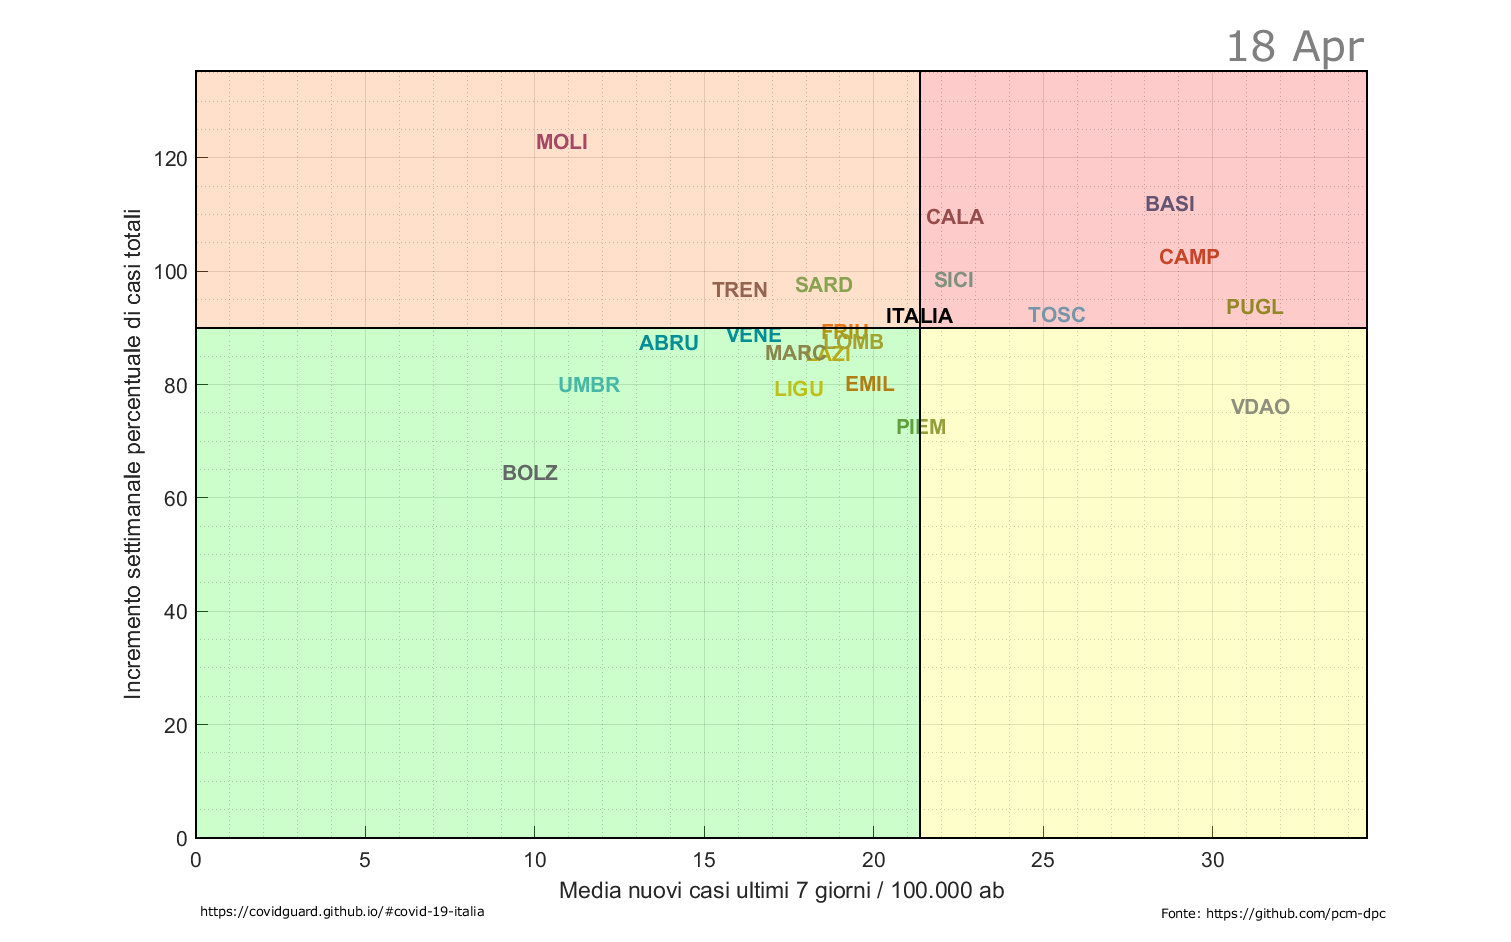 18 Apr
MOLI
BASI
CALA
CAMP
SICI
SARD
TREN
PUGL
TOSC
ITALIA
FRIU
VENE
LOMB
ABRU
MARC
LAZI
EMIL
UMBR
LIGU
VDAO
PIEM
BOLZ
120
100
80
60
40
20
0
Incremento settimanale percentuale di casi totali
0 5 10 15 20 25 30
Media nuovi casi ultimi 7 giorni / 100.000 ab
https://covidguard.github.io/#covid-19-italia
Fonte: https://github.com/pcm-dpc